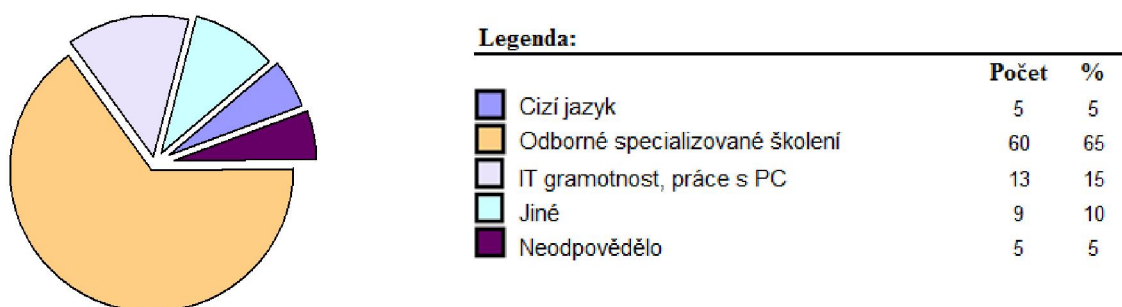 Legenda:
Počet %
Cizí jazyk 5 5
Odborné specializované školení 60 65
IT gramotnost, práce s PC 13 15
Jiné 9 10
Neodpovědělo 5 5